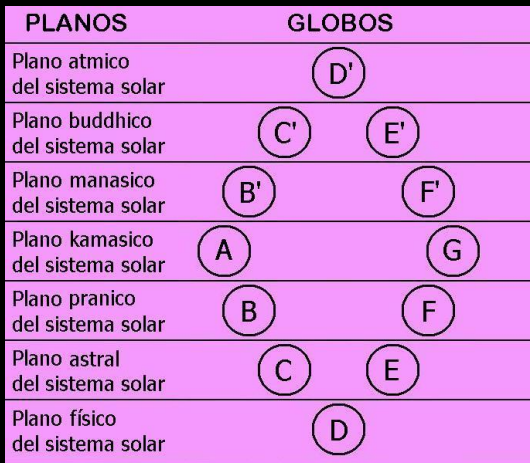 PLANOS GLOBOS
Plano atmico
del sistema solar
D'
Plano buddhico
del sistema solar
C' E'
Plano manasico
del sistema solar
B' F'
Plano kamasico
del sistema solar
A G
Plano pranico
del sistema solar
B F
Plano astral
del sistema solar
C E
Plano físico
del sistema solar
D